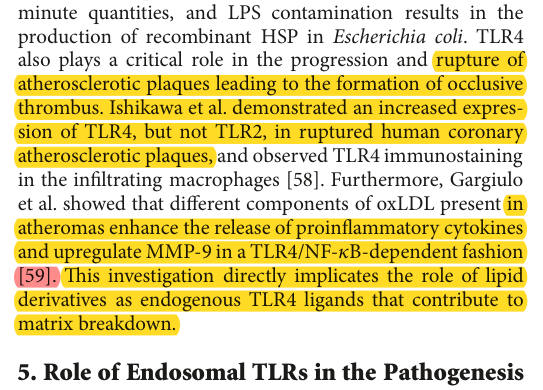 minute quantities, and LPS contamination results in the
production of recombinant HSP in Escherichia coli. TLR4
also plays a critical role in the progression and rupture of
atherosclerotic plaques leading to the formation of occlusive
thrombus. Ishikawa et al. demonstrated an increased expres-
sion of TLR4, but not TLR2, in ruptured human coronary
atherosclerotic plaques, and observed TLR4 immunostaining
in the infiltrating macrophages [58]. Furthermore, Gargiulo
et al. showed that different components of oxLDL present in
atheromas enhance the release of proinflammatory cytokines
and upregulate MMP-9 in a TLR4/NF-κB-dependent fashion
[59]. This investigation directly implicates the role of lipid
derivatives as endogenous TLR4 ligands that contribute to
matrix breakdown.
5. Role of Endosomal TLRs in the Pathogenesis